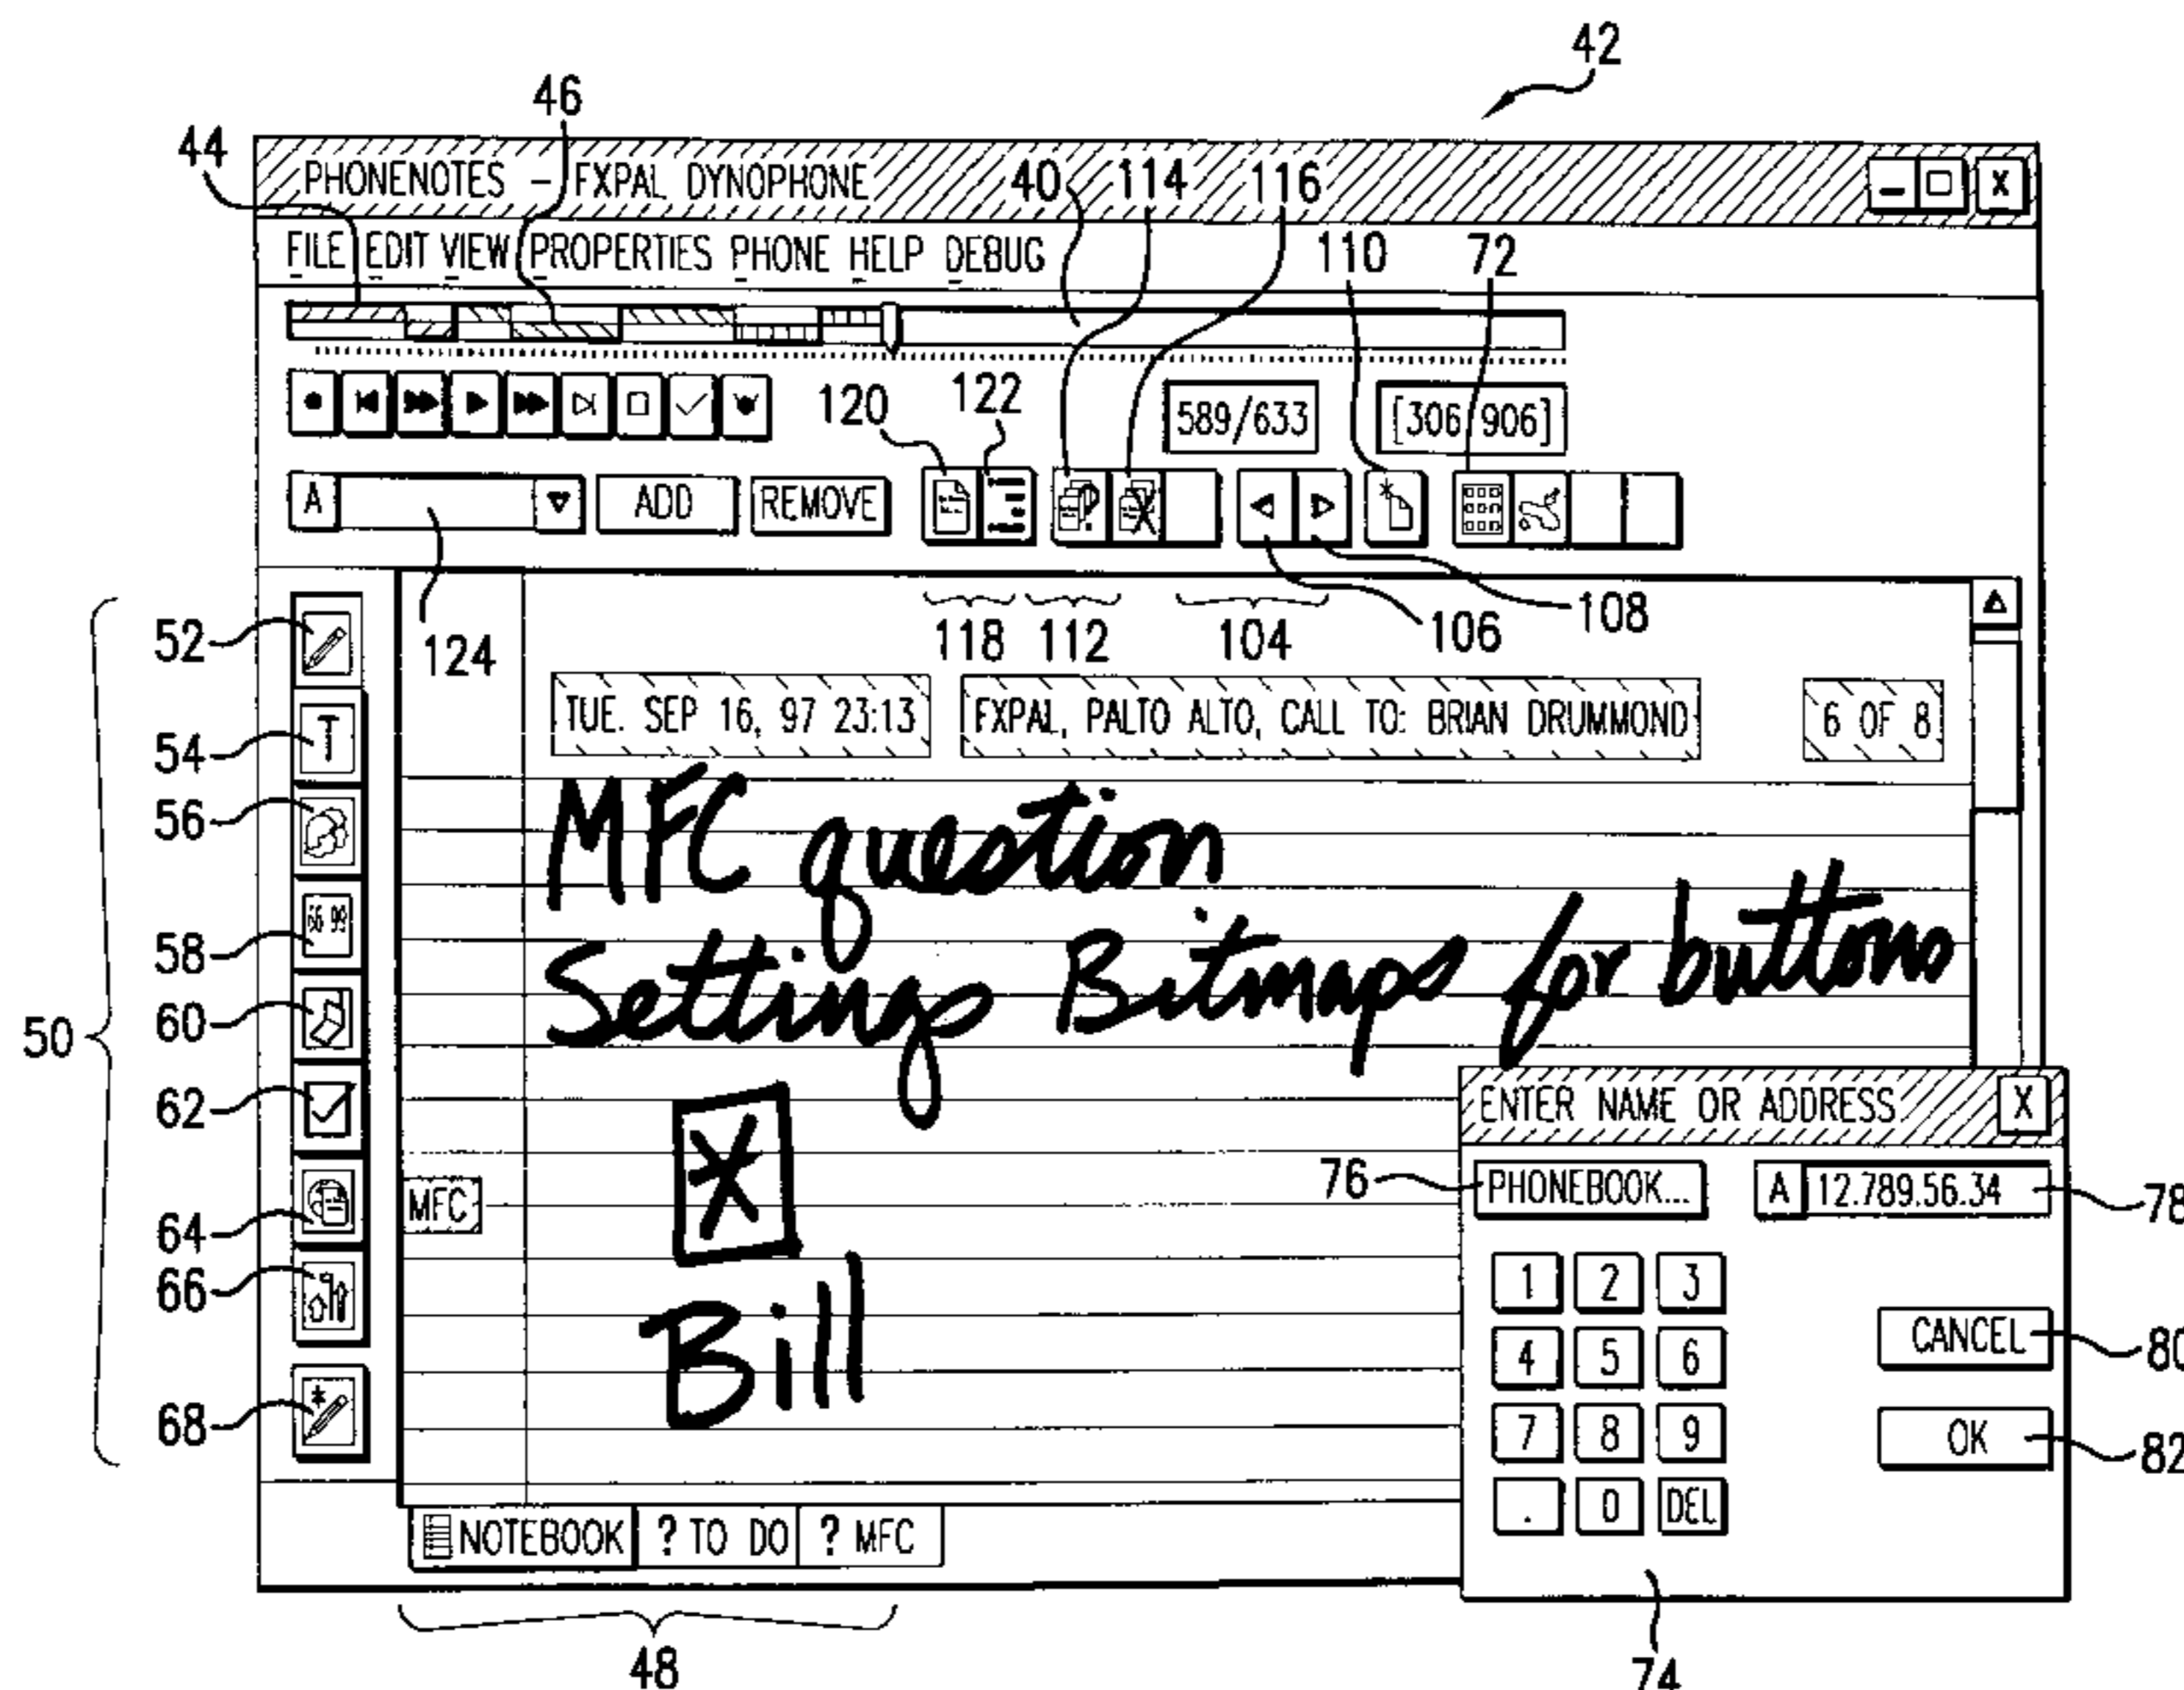 42
46
44
PHONENOTES - FXPAL DYNOPHONE 40 114 116
FILE EDIT VIEW PROPERTIES PHONE HELP DEBUG 110 72
120 122 589/633 [306 906]
A ADD REMOVE
124 118 112 104 106 108
52
54
56
58
60
62
64
66
68
50
66 99
T
TUE. SEP 16, 97 23:13 FXPAL, PALTO ALTO, CALL TO: BRIAN DRUMMOND 6 OF 8
MFC question
Settings Bitmaps for buttons
*
MFC
Bill
ENTER NAME OR ADDRESS X
76 PHONEBOOK... A 12.789.56.34 78
1 2 3
4 5 6 CANCEL 80
7 8 9 OK 82
. 0 DEL
NOTEBOOK ? TO DO ? MFC
48
74